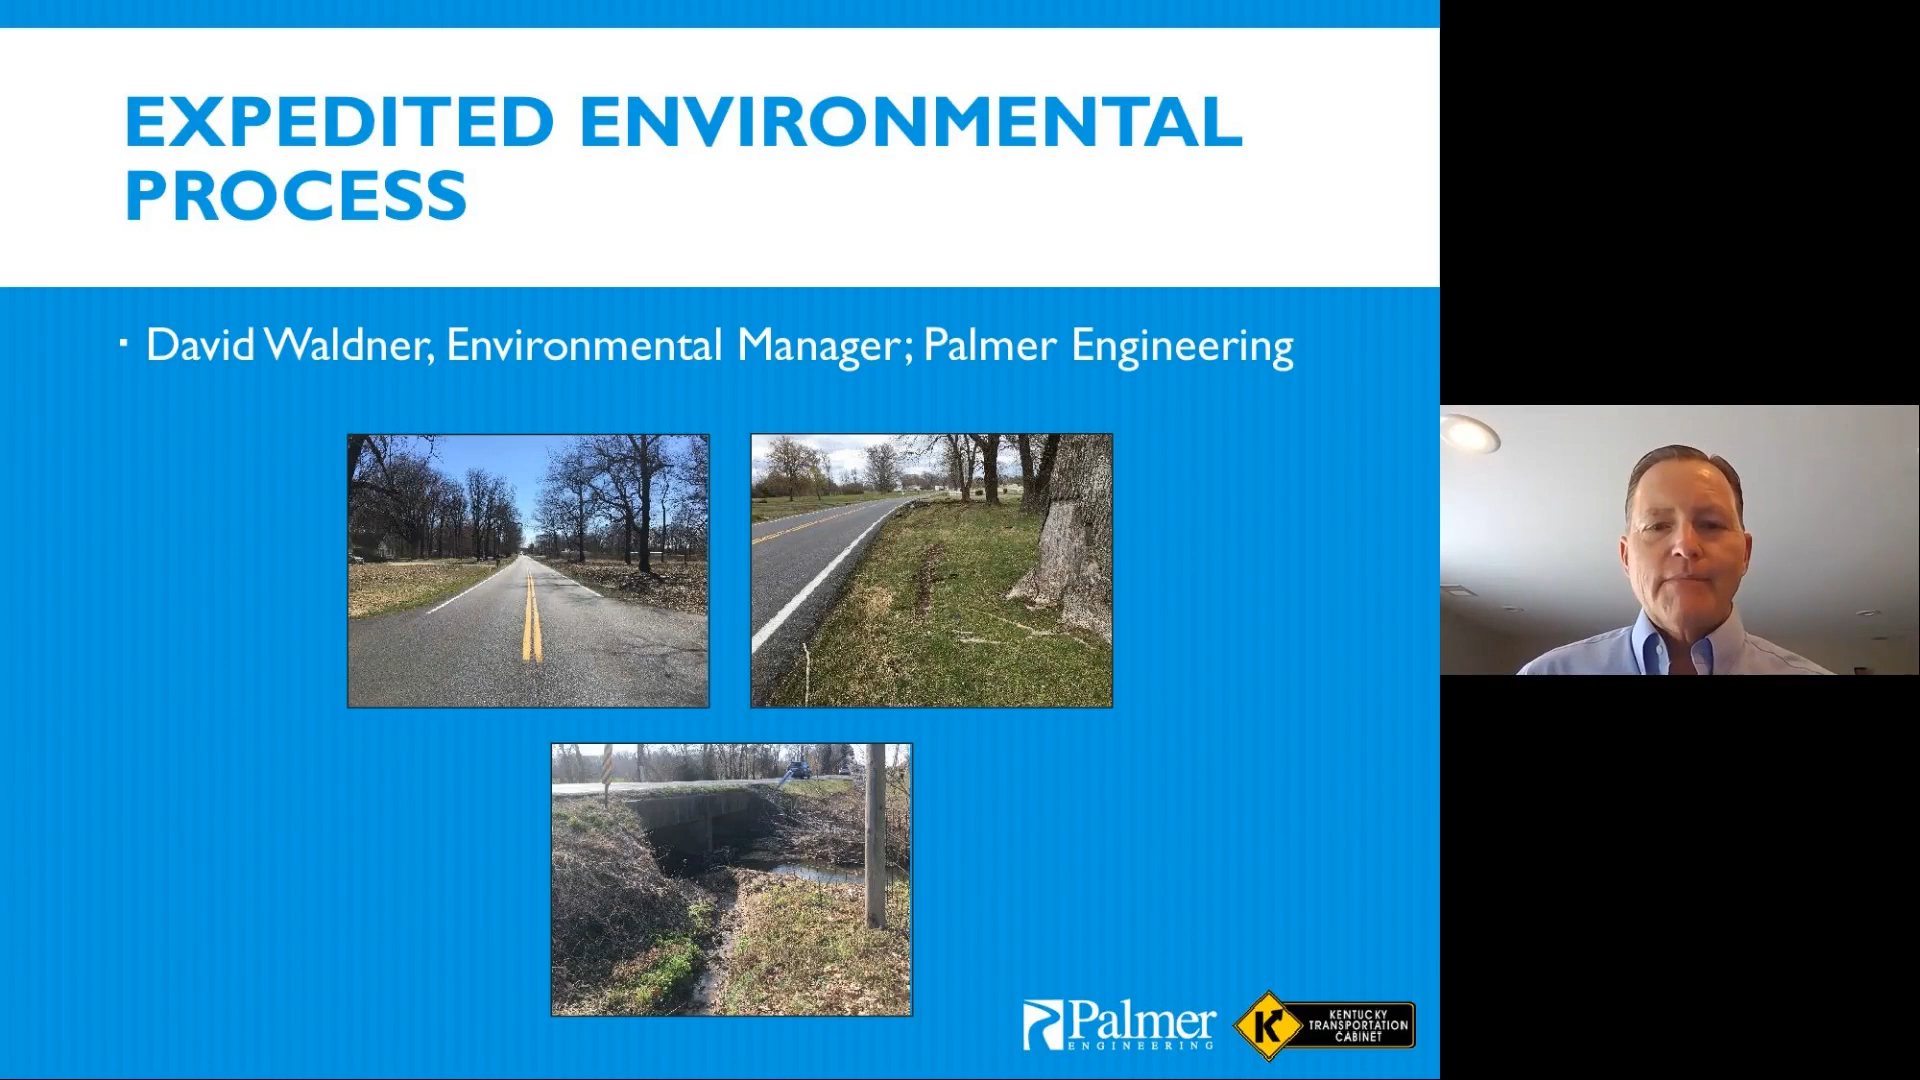 EXPEDITED ENVIRONMENTAL
PROCESS
▪ David Waldner, Environmental Manager; Palmer Engineering
Palmer
ENGINEERING
K
KENTUCKY
TRANSPORTATION
CABINET